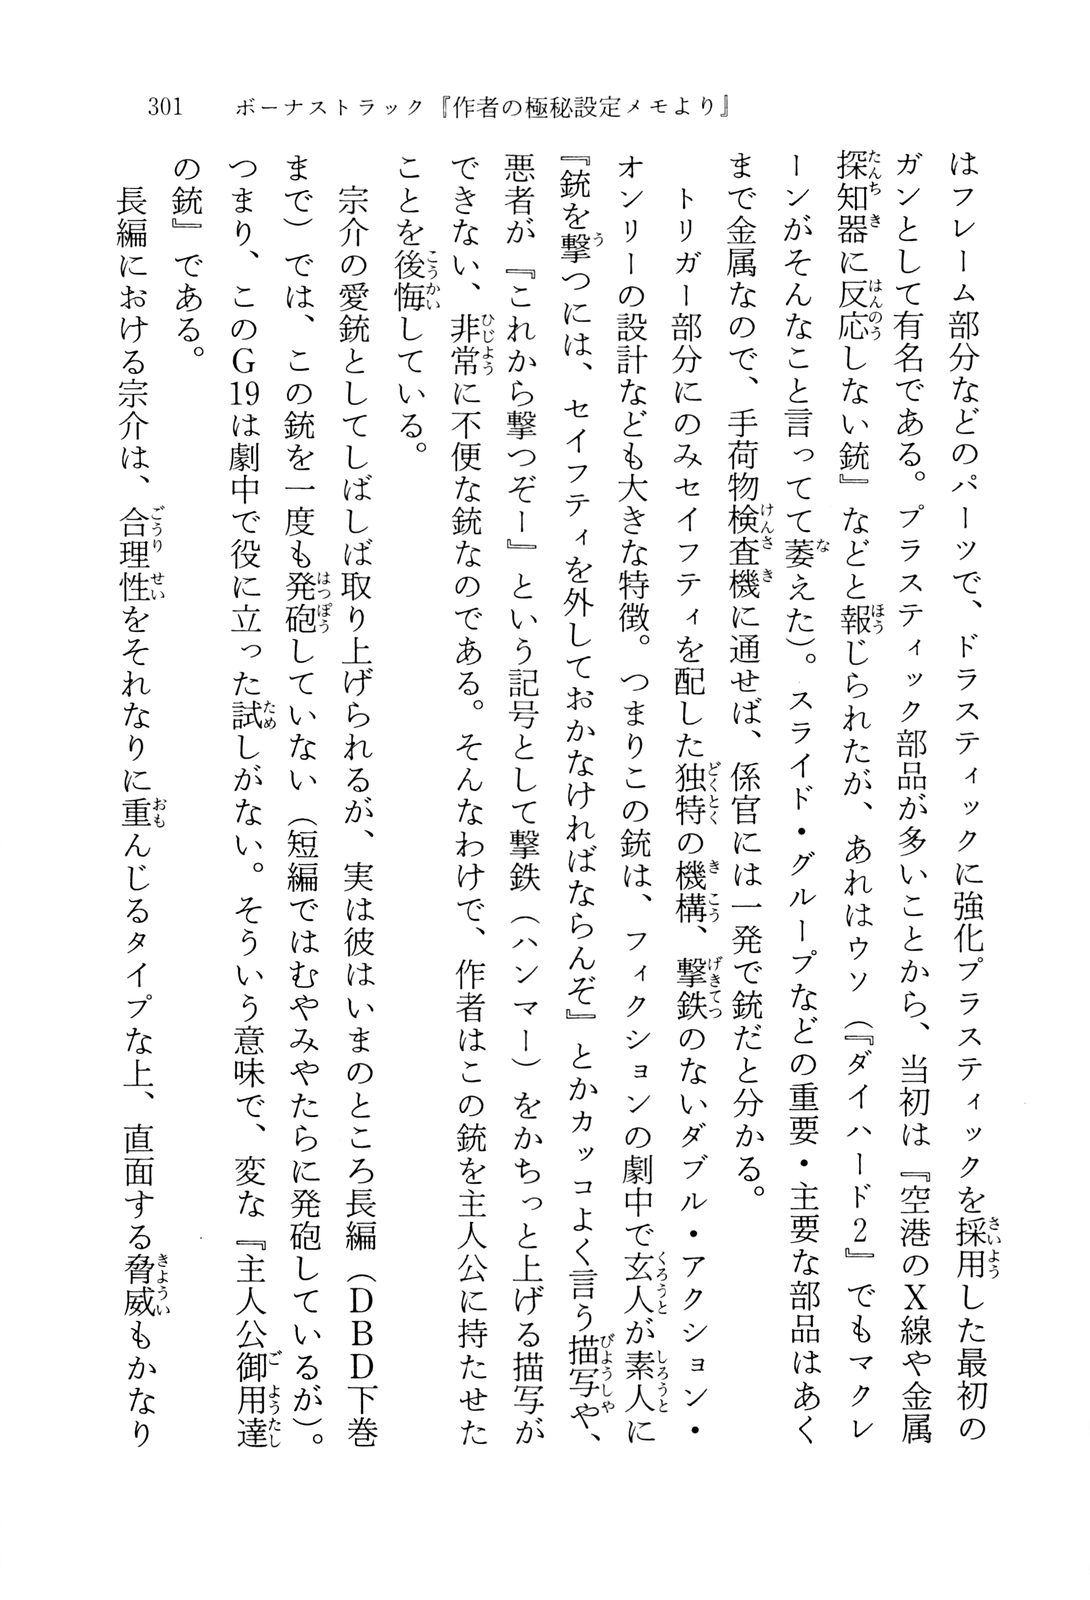 301　ボーナストラック『作者の極秘設定メモより』
はフレーム部分などのパーツで、ドラスティックに強化プラスティックを採用した最初の
ガンとして有名である。プラスティック部品が多いことから、当初は『空港のX線や金属
探知器に反応しない銃』などと報じられたが、あれはウソ（『ダイハード2』でもマクレ
ーンがそんなこと言ってて萎えた）。スライド・グループなどの重要・主要な部品はあく
まで金属なので、手荷物検査機に通せば、係官には一発で銃だと分かる。
　トリガー部分にのみセイフティを配した独特の機構、撃鉄のないダブル・アクション・
オンリーの設計なども大きな特徴。つまりこの銃は、フィクションの劇中で玄人が素人に
『銃を撃つには、セイフティを外しておかなければならんぞ』とかカッコよく言う描写や、
悪者が『これから撃つぞー』という記号として撃鉄（ハンマー）をかちっと上げる描写が
できない、非常に不便な銃なのである。そんなわけで、作者はこの銃を主人公に持たせた
ことを後悔している。
　宗介の愛銃としてしばしば取り上げられるが、実は彼はいまのところ長編（DBD下巻
まで）では、この銃を一度も発砲していない（短編ではむやみやたらに発砲しているが）。
つまり、このG19は劇中で役に立った試しがない。そういう意味で、変な『主人公御用達
の銃』である。
　長編における宗介は、合理性をそれなりに重んじるタイプな上、直面する脅威もかなり